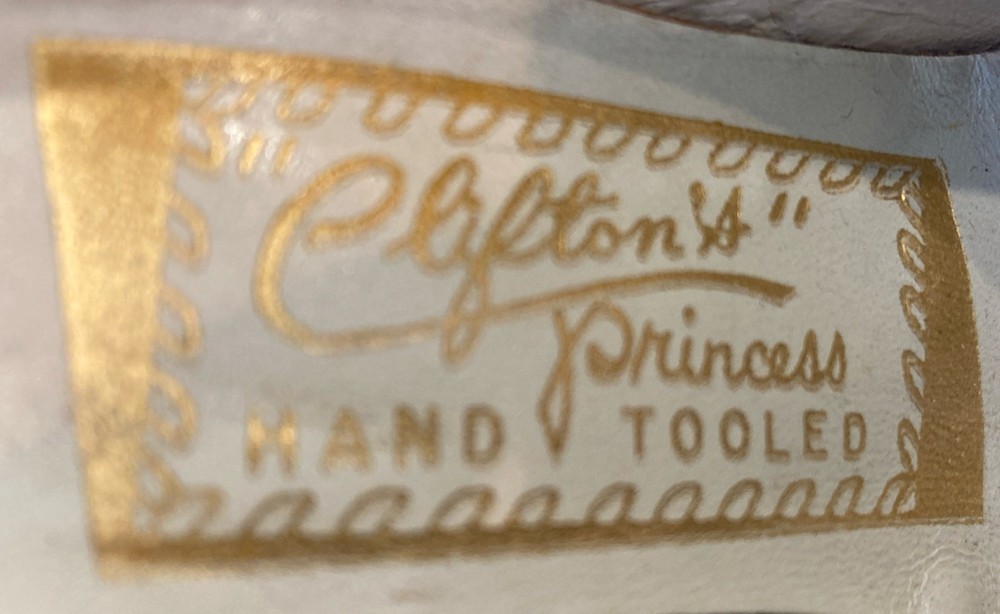 "Clifton's"
Princess
HAND TOOLED